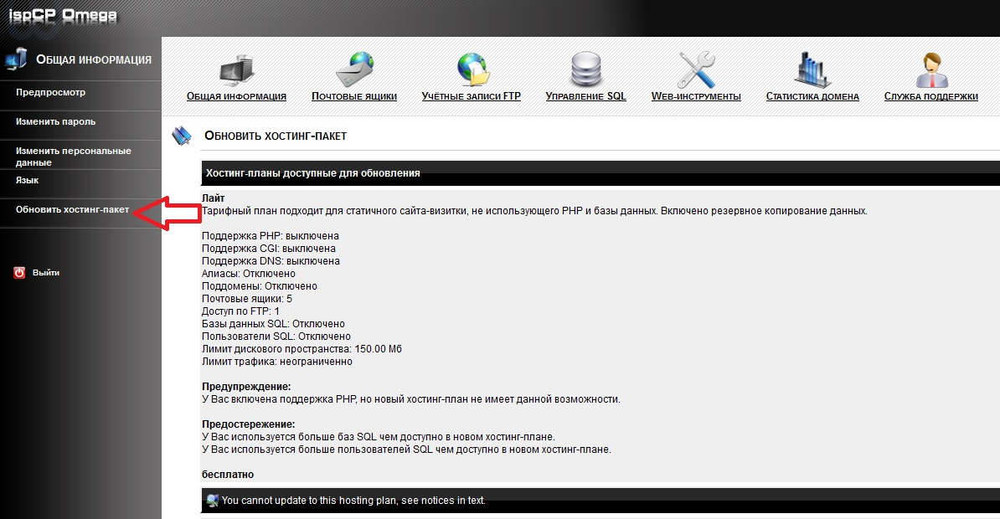 ispCP Omega
Общая информация
Предпросмотр
Изменить пароль
Изменить персональные
данные
Язык
Обновить хостинг-пакет
Выйти
Общая информация
Почтовые ящики
Учётные записи FTP
Управление SQL
Web-инструменты
Статистика домена
Служба поддержки
Обновить хостинг-пакет
Хостинг-планы доступные для обновления
Лайт
Тарифный план подходит для статичного сайта-визитки, не использующего PHP и базы данных. Включено резервное копирование данных.
Поддержка PHP: выключена
Поддержка CGI: выключена
Поддержка DNS: выключена
Алиасы: Отключено
Поддомены: Отключено
Почтовые ящики: 5
Доступ по FTP: 1
Базы данных SQL: Отключено
Пользователи SQL: Отключено
Лимит дискового пространства: 150.00 Мб
Лимит трафика: неограниченно
Предупреждение:
У Вас включена поддержка PHP, но новый хостинг-план не имеет данной возможности.
Предостережение:
У Вас используется больше баз SQL чем доступно в новом хостинг-плане.
У Вас используется больше пользователей SQL чем доступно в новом хостинг-плане.
бесплатно
You cannot update to this hosting plan, see notices in text.